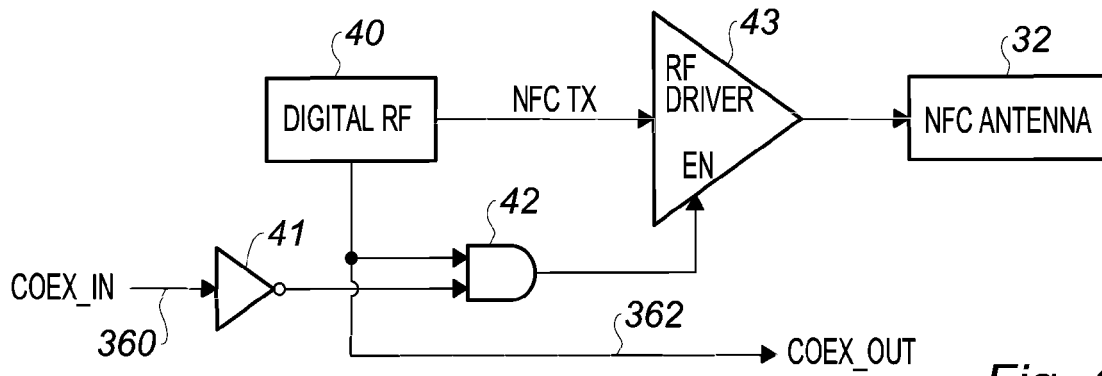 40
43
32
RF
DRIVER
DIGITAL RF
NFC TX
NFC ANTENNA
EN
42
41
COEX_IN
360
362
COEX_OUT